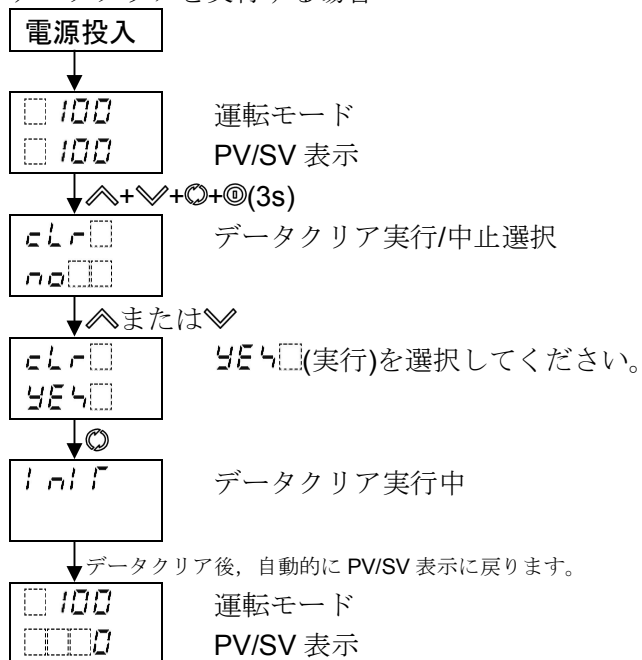 電源投入
100 運転モード
100 PV/SV 表示
+ + + (3s)
cLr データクリア実行/中止選択
no
または
cLr YES (実行)を選択してください。
YES
InIT データクリア実行中
データクリア後，自動的に PV/SV 表示に戻ります。
100 運転モード
0 PV/SV 表示